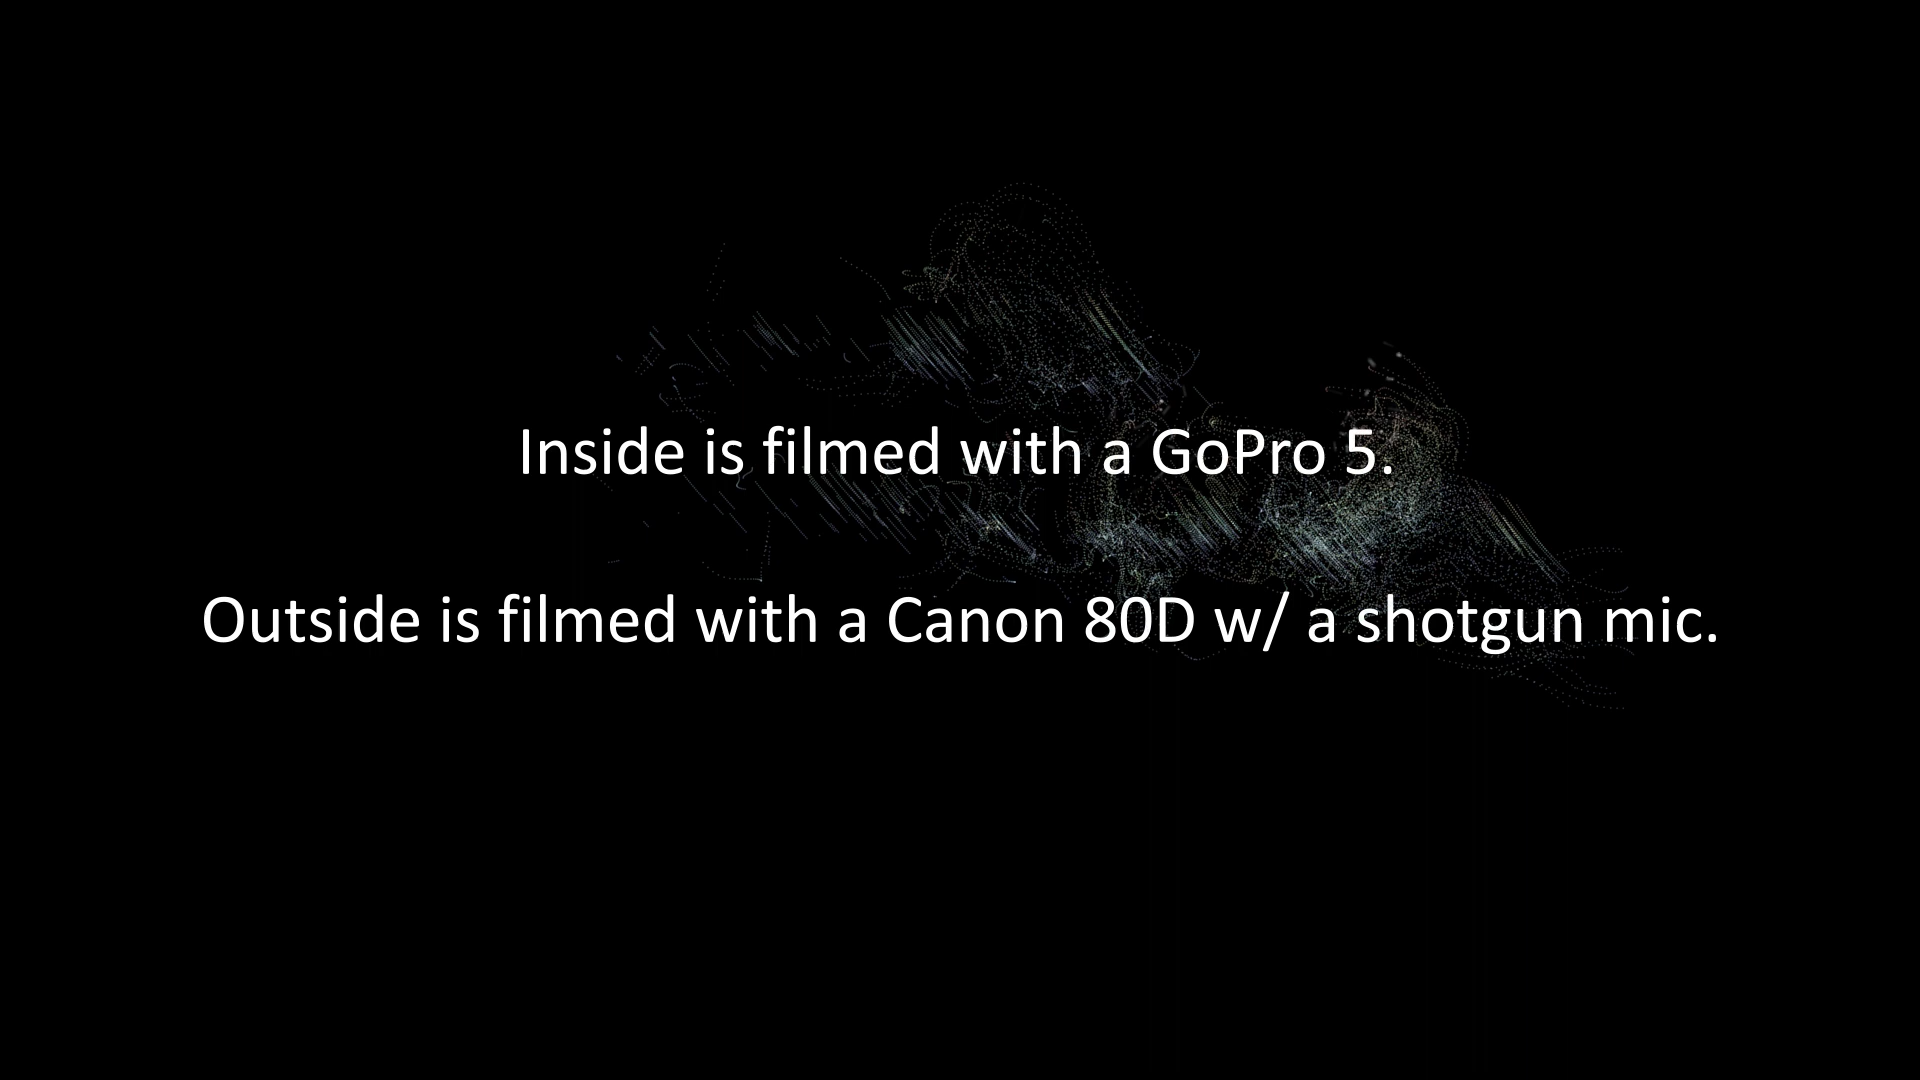 Inside is filmed with a GoPro 5.
Outside is filmed with a Canon 80D w/ a shotgun mic.